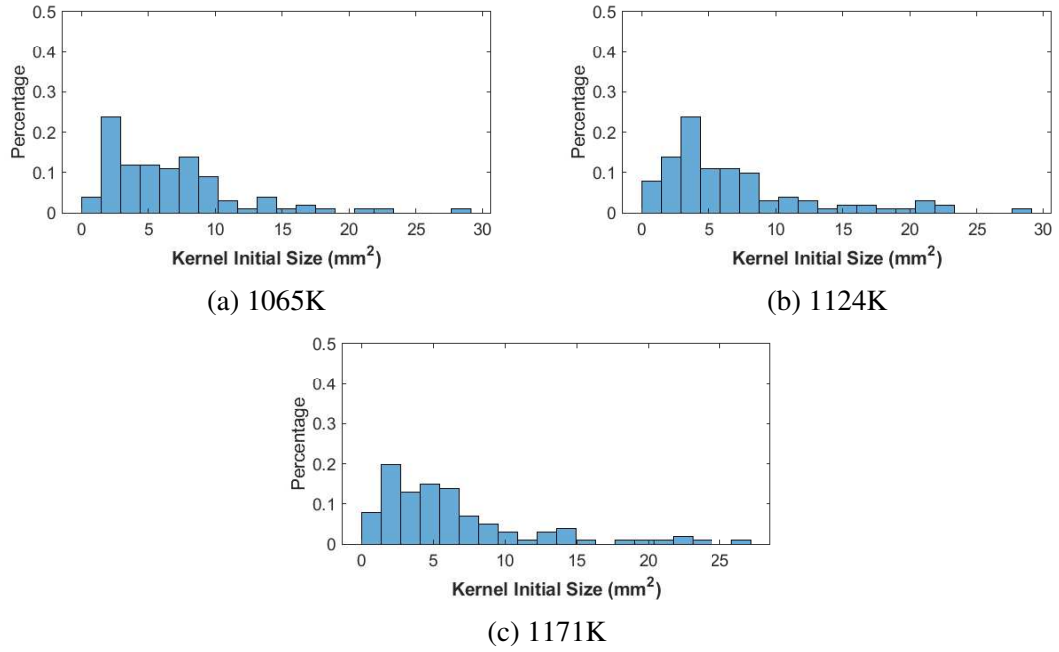 0.5
0.4
0.3
0.2
0.1
0
Percentage
0 5 10 15 20 25 30
Kernel Initial Size (mm²)
(a) 1065K
0.5
0.4
0.3
0.2
0.1
0
Percentage
0 5 10 15 20 25 30
Kernel Initial Size (mm²)
(b) 1124K
0.5
0.4
0.3
0.2
0.1
0
Percentage
0 5 10 15 20 25
Kernel Initial Size (mm²)
(c) 1171K